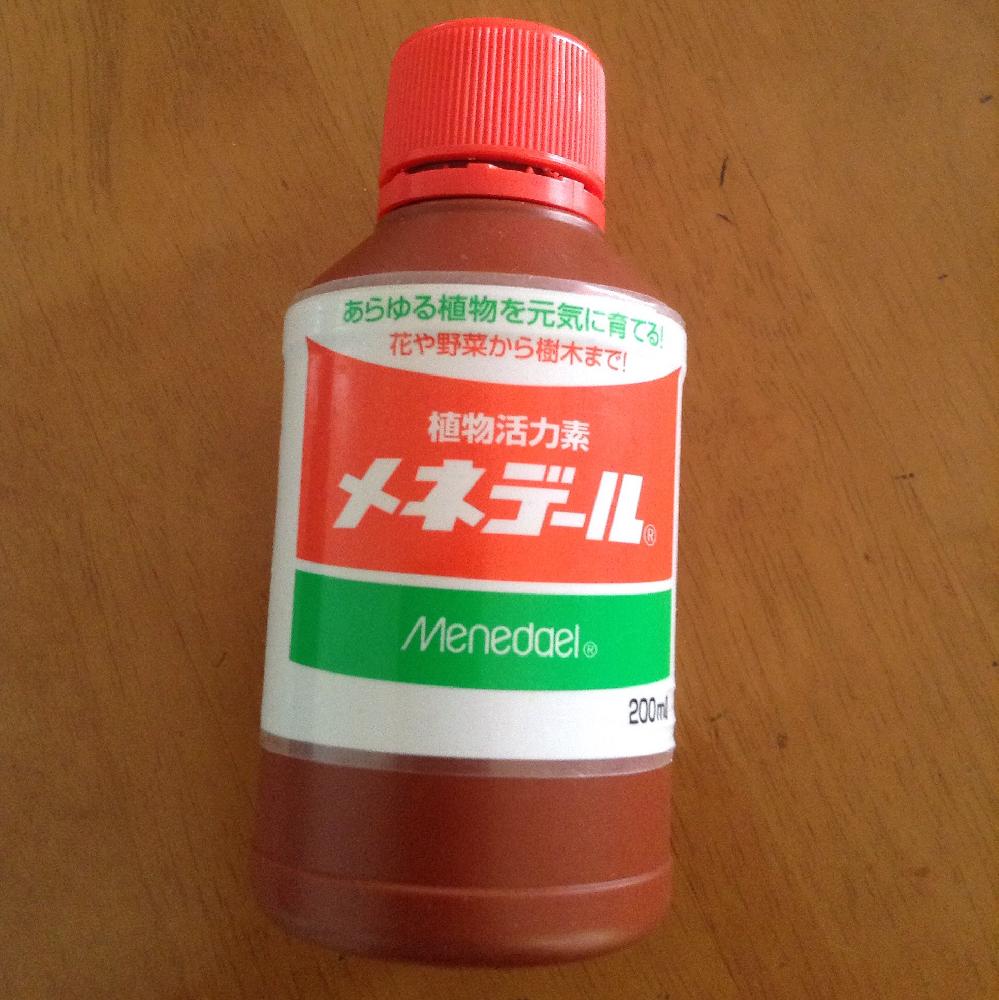 あらゆる植物を元気に育てる!
花や野菜から樹木まで!
植物活力素
メネデール®
Menedael®
200ml